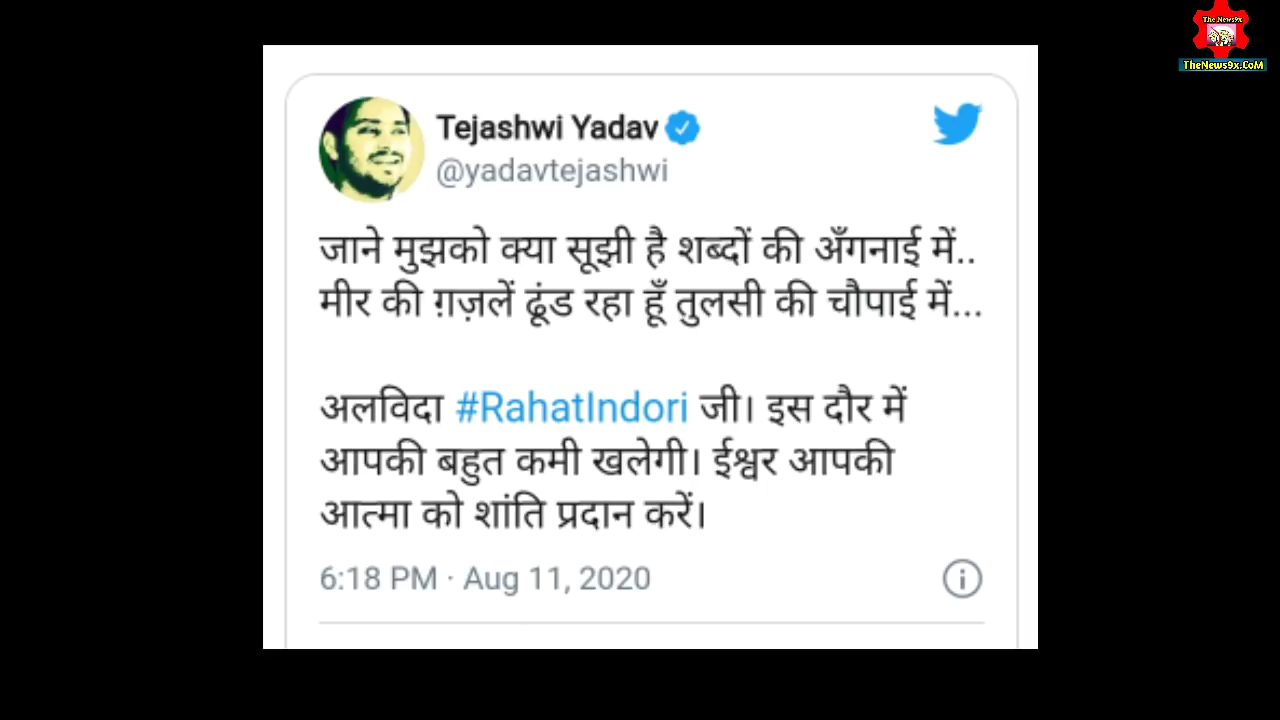 The News9x
TheNews9x.CoM
Tejashwi Yadav
@yadavtejashwi
जाने मुझको क्या सूझी है शब्दों की अँगनाई में..
मीर की ग़ज़लें ढूंड रहा हूँ तुलसी की चौपाई में...
अलविदा #RahatIndori जी। इस दौर में
आपकी बहुत कमी खलेगी। ईश्वर आपकी
आत्मा को शांति प्रदान करें।
6:18 PM · Aug 11, 2020